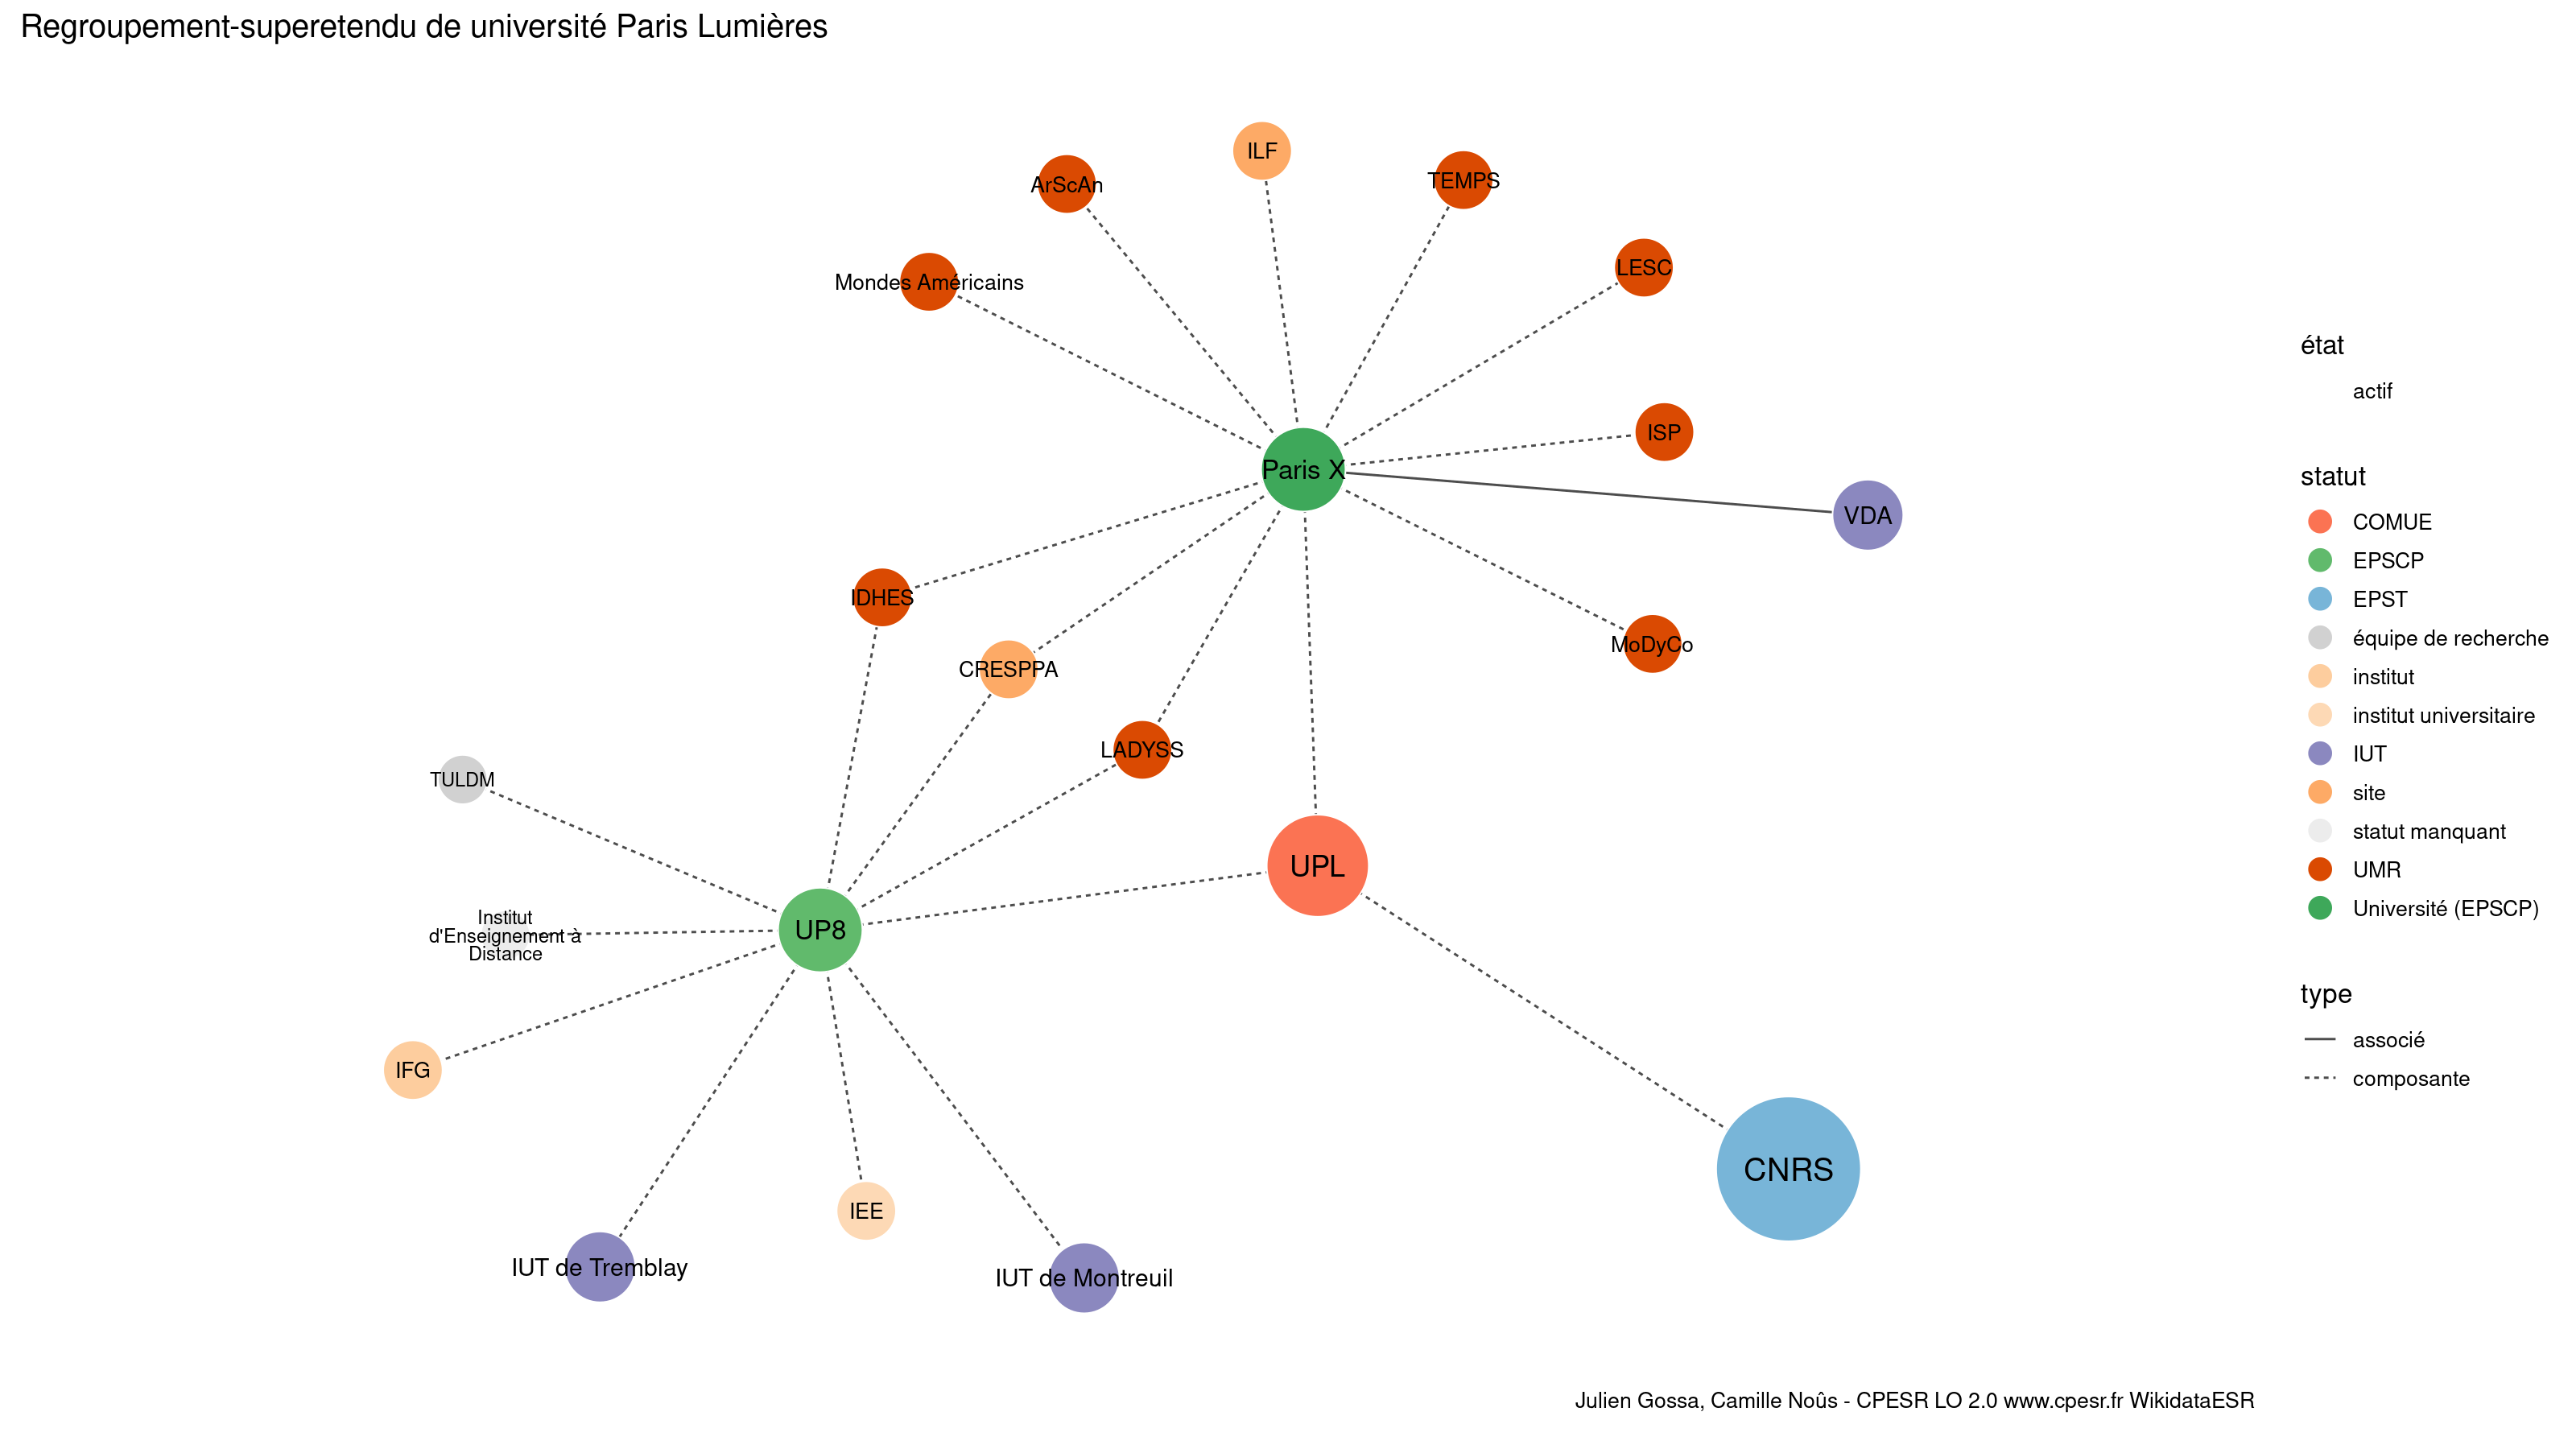 Regroupement-superetendu de université Paris Lumières
ILF
TEMPS
ArScAn
LESC
Mondes Américains
ISP
Paris X
VDA
IDHES
MoDyCo
CRESPPA
LADYSS
TULDM
UPL
Institut
d'Enseignement à
Distance
UP8
IFG
CNRS
IEE
IUT de Tremblay
IUT de Montreuil
état
actif
statut
COMUE
EPSCP
EPST
équipe de recherche
institut
institut universitaire
IUT
site
statut manquant
UMR
Université (EPSCP)
type
associé
composante
Julien Gossa, Camille Noûs - CPESR LO 2.0 www.cpesr.fr WikidataESR